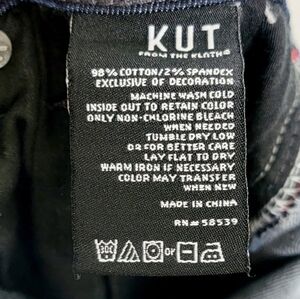 KUT
FROM THE KLOTH®
98% COTTON/2% SPANDEX
EXCLUSIVE OF DECORATION
MACHINE WASH COLD
INSIDE OUT TO RETAIN COLOR
ONLY NON-CHLORINE BLEACH
WHEN NEEDED
TUMBLE DRY LOW
OR FOR BETTER CARE
LAY FLAT TO DRY
WARM IRON IF NECESSARY
COLOR MAY TRANSFER
WHEN NEW
MADE IN CHINA
RN# 58539
30C OR